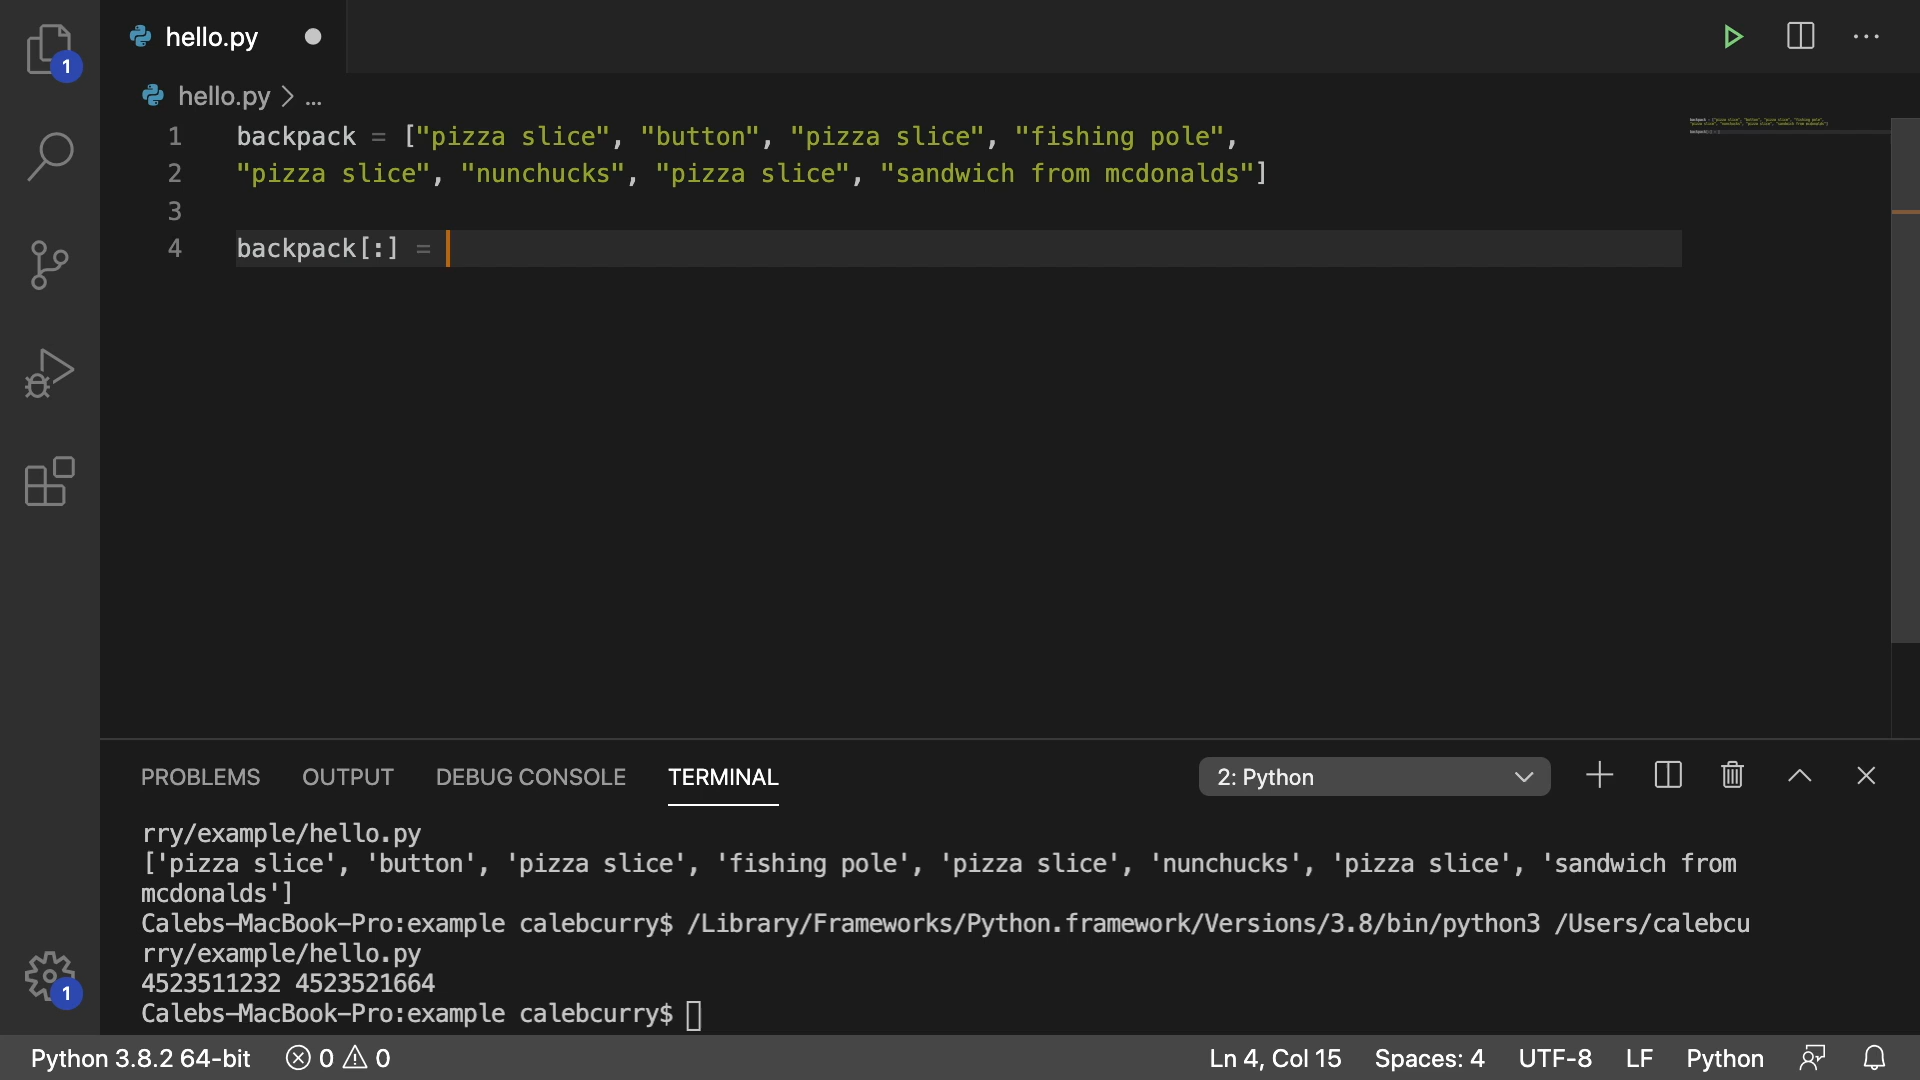 hello.py
hello.py > ...
1 backpack = ["pizza slice", "button", "pizza slice", "fishing pole",
2 "pizza slice", "nunchucks", "pizza slice", "sandwich from mcdonalds"]
3
4 backpack[:] =
PROBLEMS OUTPUT DEBUG CONSOLE TERMINAL 2: Python
rry/example/hello.py
['pizza slice', 'button', 'pizza slice', 'fishing pole', 'pizza slice', 'nunchucks', 'pizza slice', 'sandwich from
mcdonalds']
Calebs-MacBook-Pro:example calebcurry$ /Library/Frameworks/Python.framework/Versions/3.8/bin/python3 /Users/calebcu
rry/example/hello.py
4523511232 4523521664
Calebs-MacBook-Pro:example calebcurry$
1
1
Python 3.8.2 64-bit 0 0 Ln 4, Col 15 Spaces: 4 UTF-8 LF Python